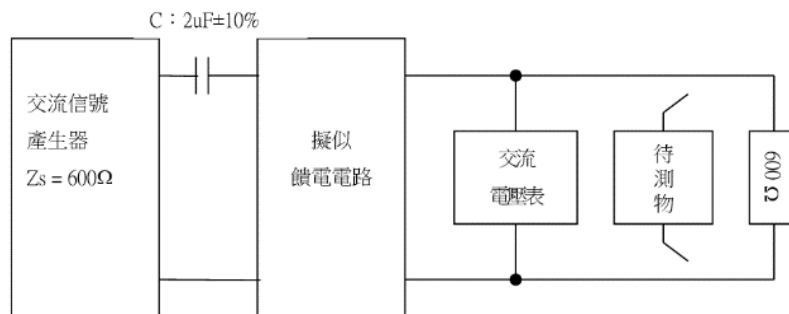 C：2uF±10%
交流信號
產生器
Zs = 600Ω
擬似
饋電電路
交流
電壓表
待
測
物
600 Ω